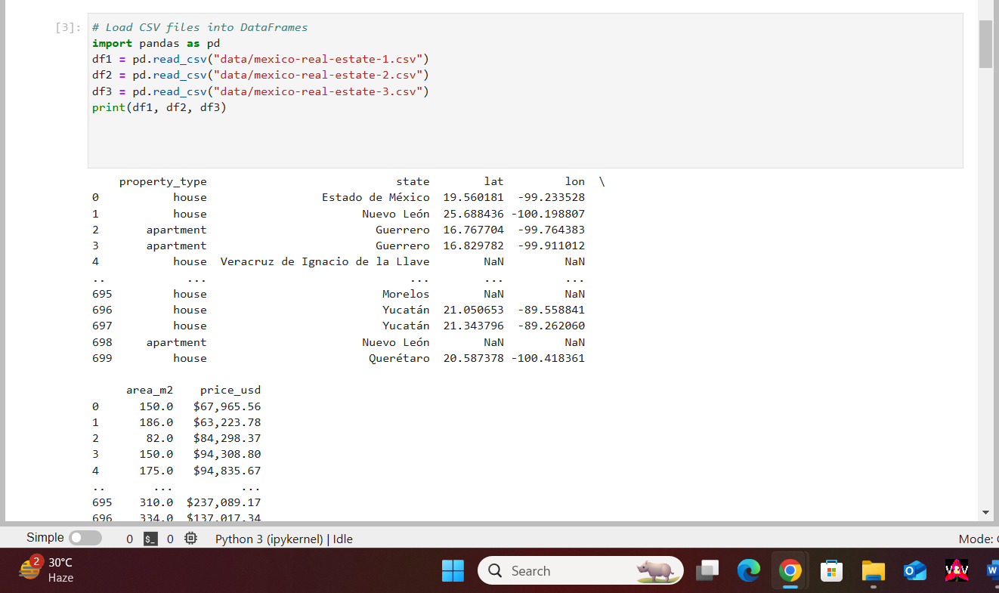 [3]: # Load CSV files into DataFrames
import pandas as pd
df1 = pd.read_csv("data/mexico-real-estate-1.csv")
df2 = pd.read_csv("data/mexico-real-estate-2.csv")
df3 = pd.read_csv("data/mexico-real-estate-3.csv")
print(df1, df2, df3)
property_type state lat lon \
0 house Estado de México 19.560181 -99.233528
1 house Nuevo León 25.688436 -100.198807
2 apartment Guerrero 16.767704 -99.764383
3 apartment Guerrero 16.829782 -99.911012
4 house Veracruz de Ignacio de la Llave NaN NaN
.. ... ... ... ...
695 house Morelos NaN NaN
696 house Yucatán 21.050653 -89.558841
697 house Yucatán 21.343796 -89.262060
698 apartment Nuevo León NaN NaN
699 house Querétaro 20.587378 -100.418361
area_m2 price_usd
0 150.0 $67,965.56
1 186.0 $63,223.78
2 82.0 $84,298.37
3 150.0 $94,308.80
4 175.0 $94,835.67
.. ... ...
695 310.0 $237,089.17
696 334.0 $137,017.34
Simple 0 $_ 0 Python 3 (ipykernel) | Idle Mode:
2 30°C
Haze
Search
O
V&V
W